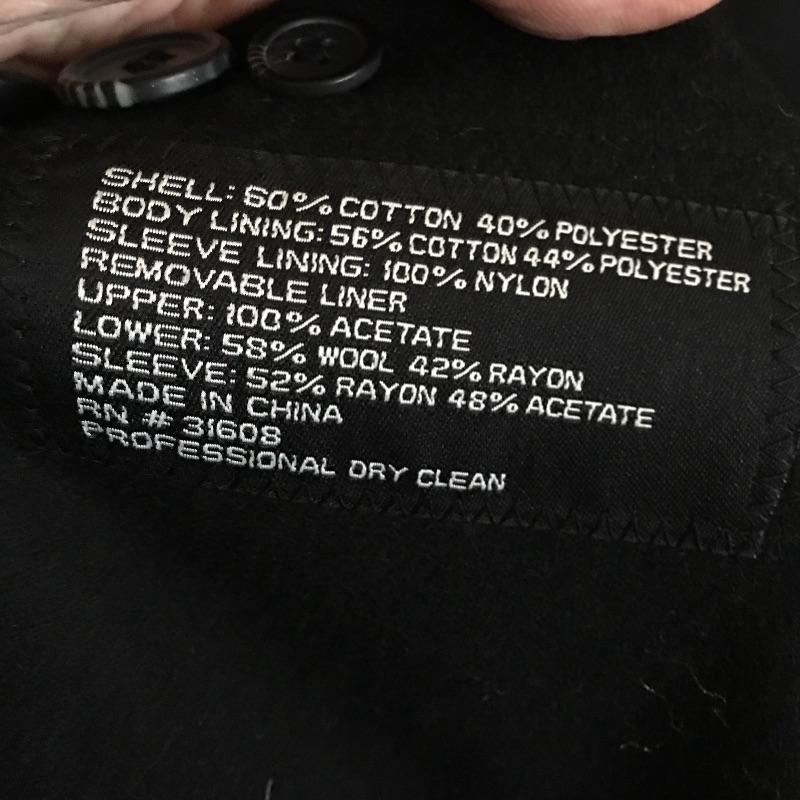 SHELL: 60% COTTON 40% POLYESTER
BODY LINING: 56% COTTON 44% POLYESTER
SLEEVE LINING: 100% NYLON
REMOVABLE LINER
UPPER: 100% ACETATE
LOWER: 58% WOOL 42% RAYON
SLEEVE: 52% RAYON 48% ACETATE
MADE IN CHINA
RN # 31608
PROFESSIONAL DRY CLEAN